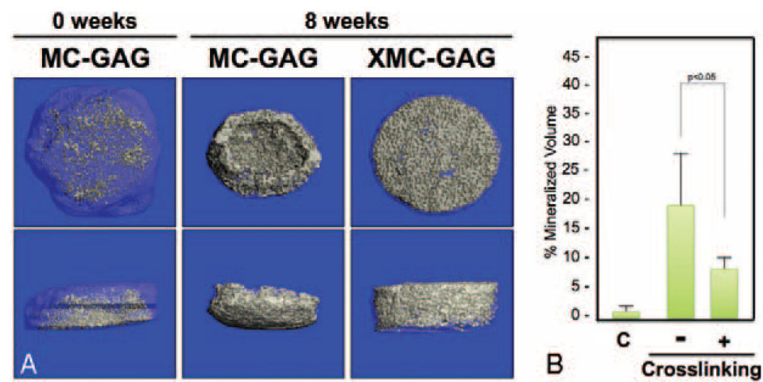 0 weeks
8 weeks
MC-GAG
MC-GAG
XMC-GAG
A
B
% Mineralized Volume
45 -
40 -
35 -
30 -
25 -
20 -
15 -
10 -
5 -
0 -
p<0.05
C
-
+
Crosslinking